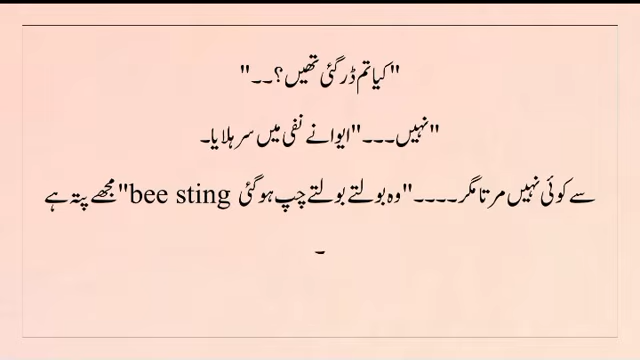 "کیا تم ڈر گئی تھیں؟۔۔"
"نہیں۔۔۔"ایوا نے نفی میں سر ہلایا۔
سے کوئی نہیں مرتا مگر۔۔۔۔"وہ بولتے بولتے چپ ہو گئی bee sting"مجھے پتہ ہے
۔